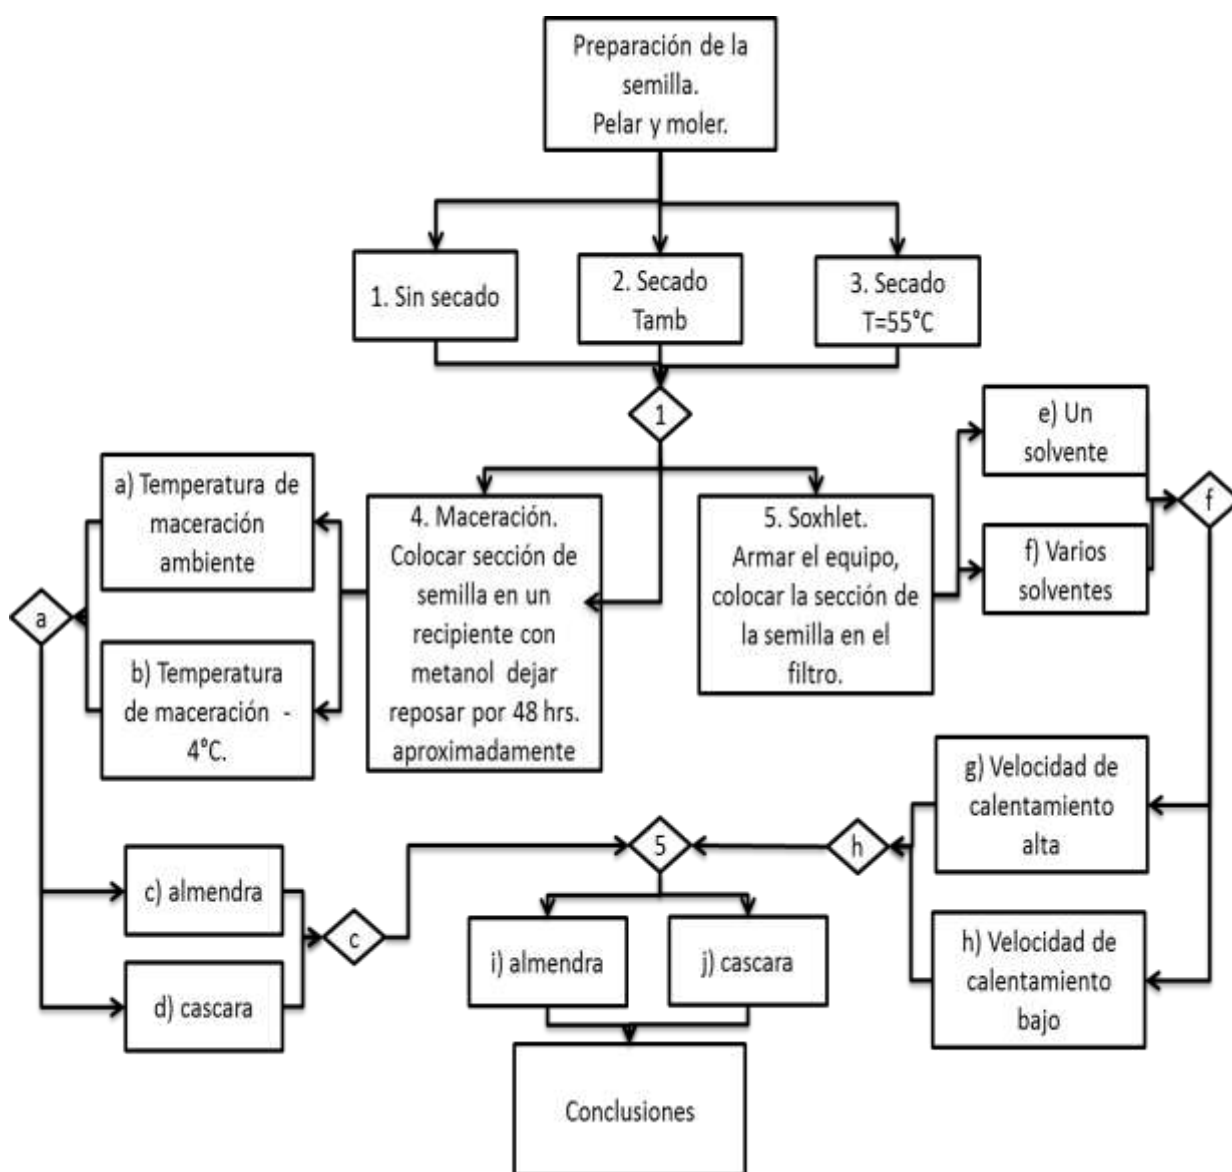 Preparación de la
semilla.
Pelar y moler.
1. Sin secado
2. Secado
Tamb
3. Secado
T=55°C
1
a) Temperatura de
maceración
ambiente
b) Temperatura
de maceración -
4°C.
a
4. Maceración.
Colocar sección de
semilla en un
recipiente con
metanol dejar
reposar por 48 hrs.
aproximadamente
5. Soxhlet.
Armar el equipo,
colocar la sección de
la semilla en el
filtro.
e) Un
solvente
f) Varios
solventes
f
g) Velocidad de
calentamiento
alta
h) Velocidad de
calentamiento
bajo
h
5
c) almendra
d) cascara
c
i) almendra
j) cascara
Conclusiones